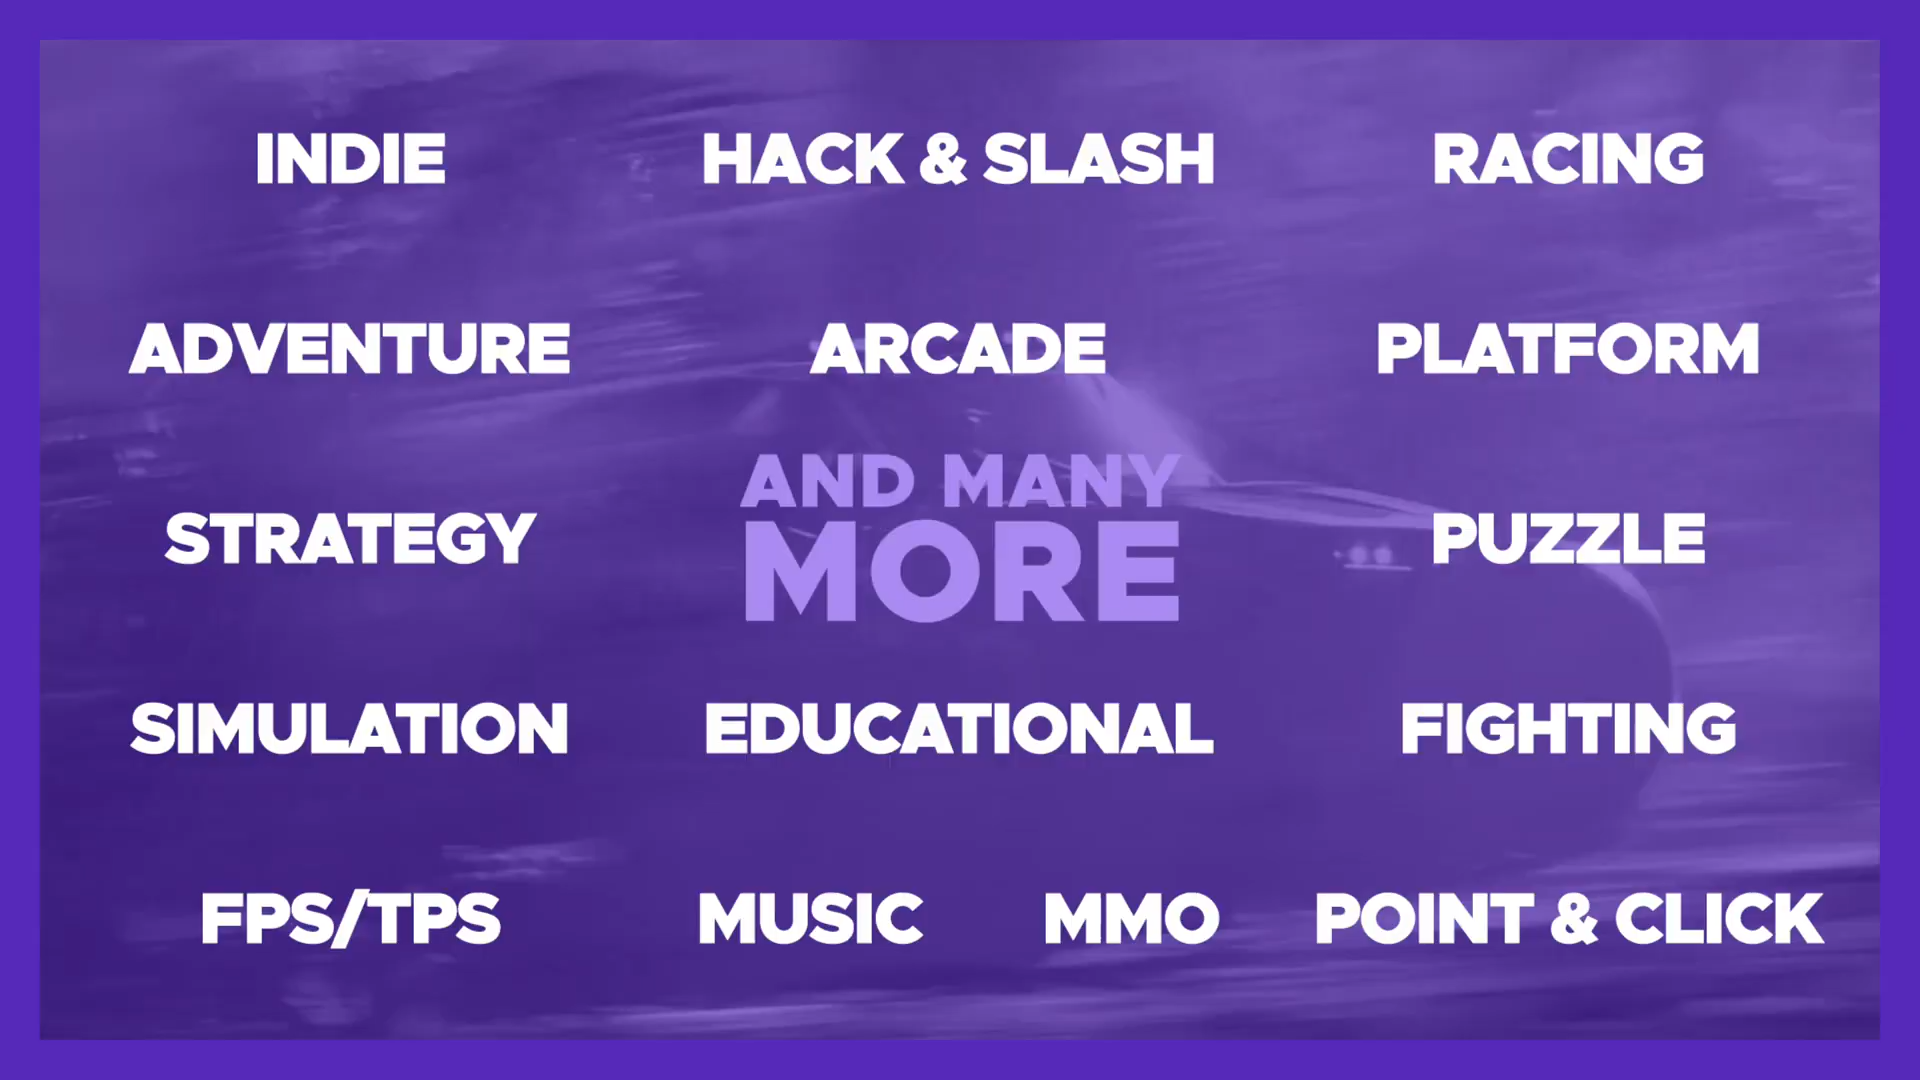 INDIE
HACK & SLASH
RACING
ADVENTURE
ARCADE
PLATFORM
STRATEGY
AND MANY
MORE
PUZZLE
SIMULATION
EDUCATIONAL
FIGHTING
FPS/TPS
MUSIC
MMO
POINT & CLICK